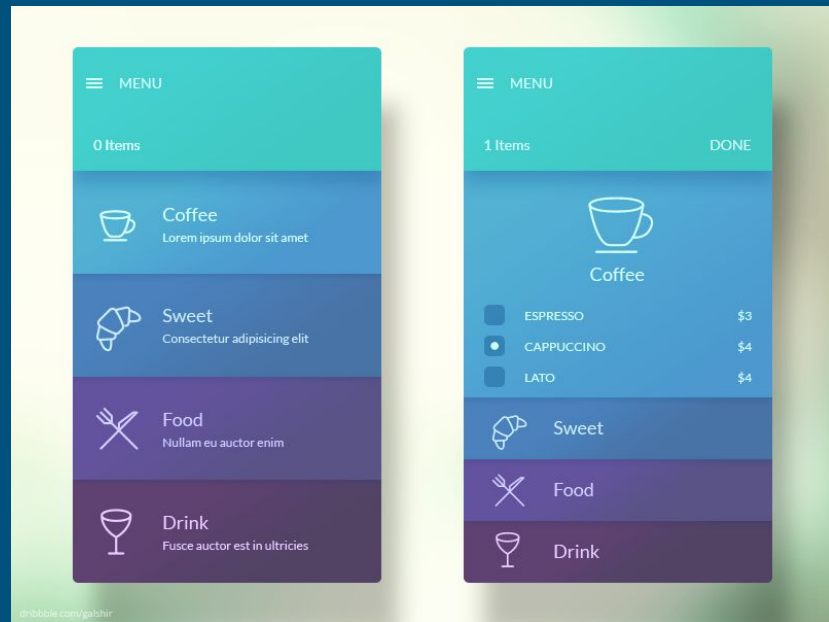 MENU
0 Items
Coffee
Lorem ipsum dolor sit amet
Sweet
Consectetur adipisicing elit
Food
Nullam eu auctor enim
Drink
Fusce auctor est in ultricies
MENU
1 Items DONE
Coffee
ESPRESSO $3
CAPPUCCINO $4
LATO $4
Sweet
Food
Drink
dribbble.com/galshir